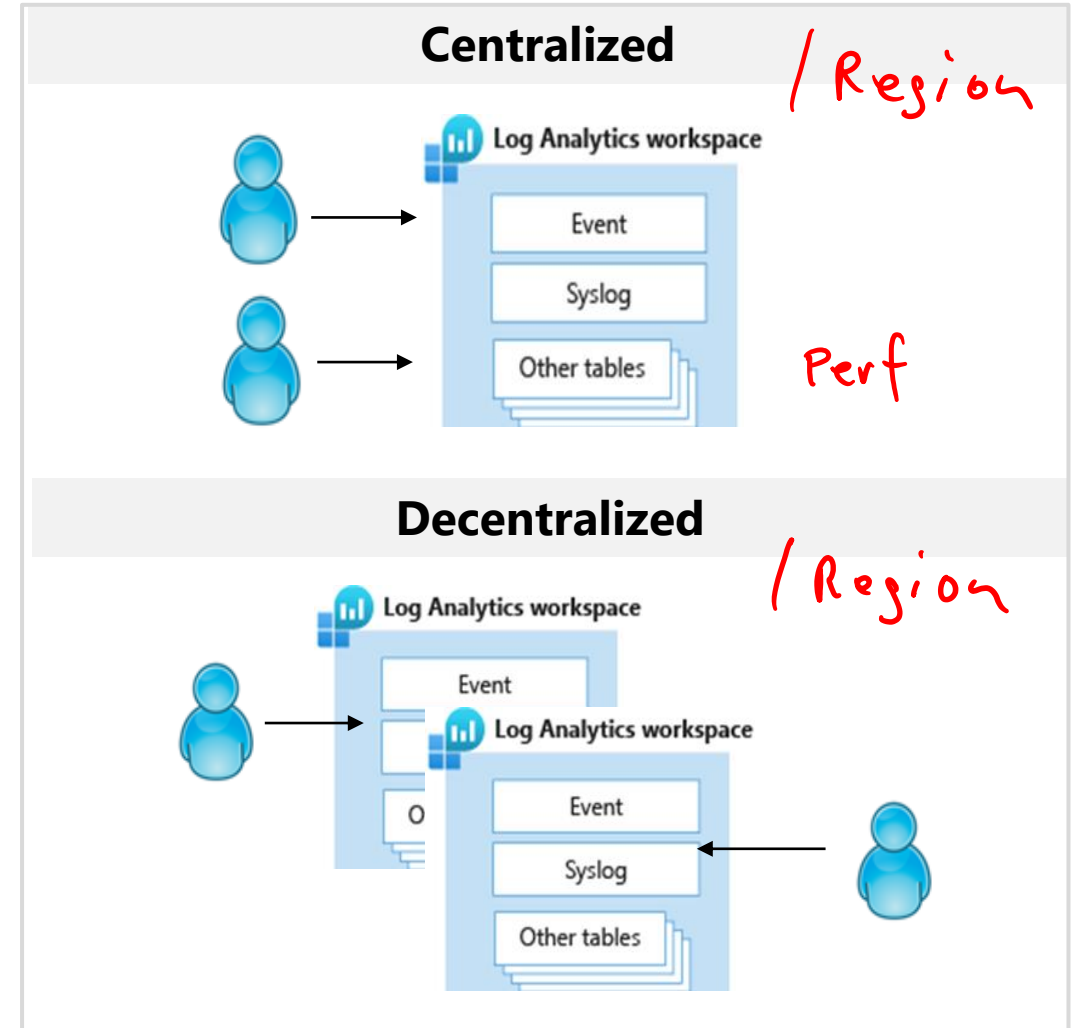 Centralized
/ Region
Log Analytics workspace
Event
Syslog
Other tables
Perf
Decentralized
/ Region
Log Analytics workspace
Event
O
Log Analytics workspace
Event
Syslog
Other tables